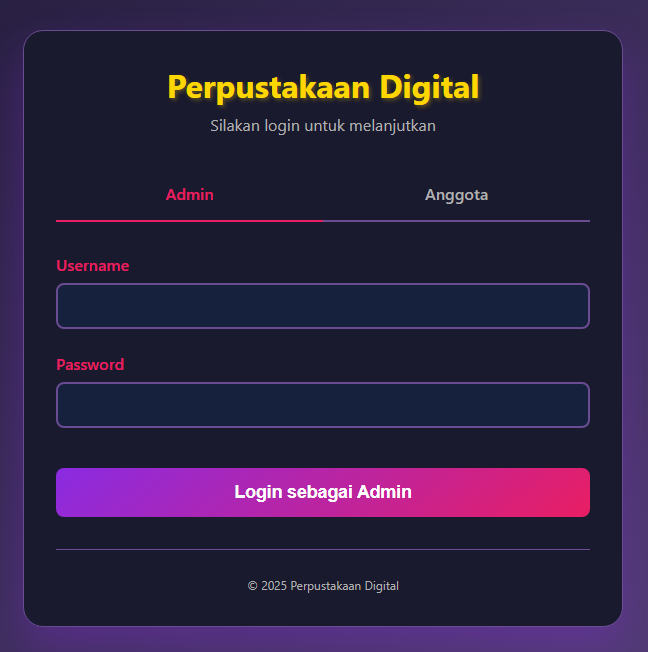 Perpustakaan Digital
Silakan login untuk melanjutkan
Admin
Anggota
Username
Password
Login sebagai Admin
© 2025 Perpustakaan Digital